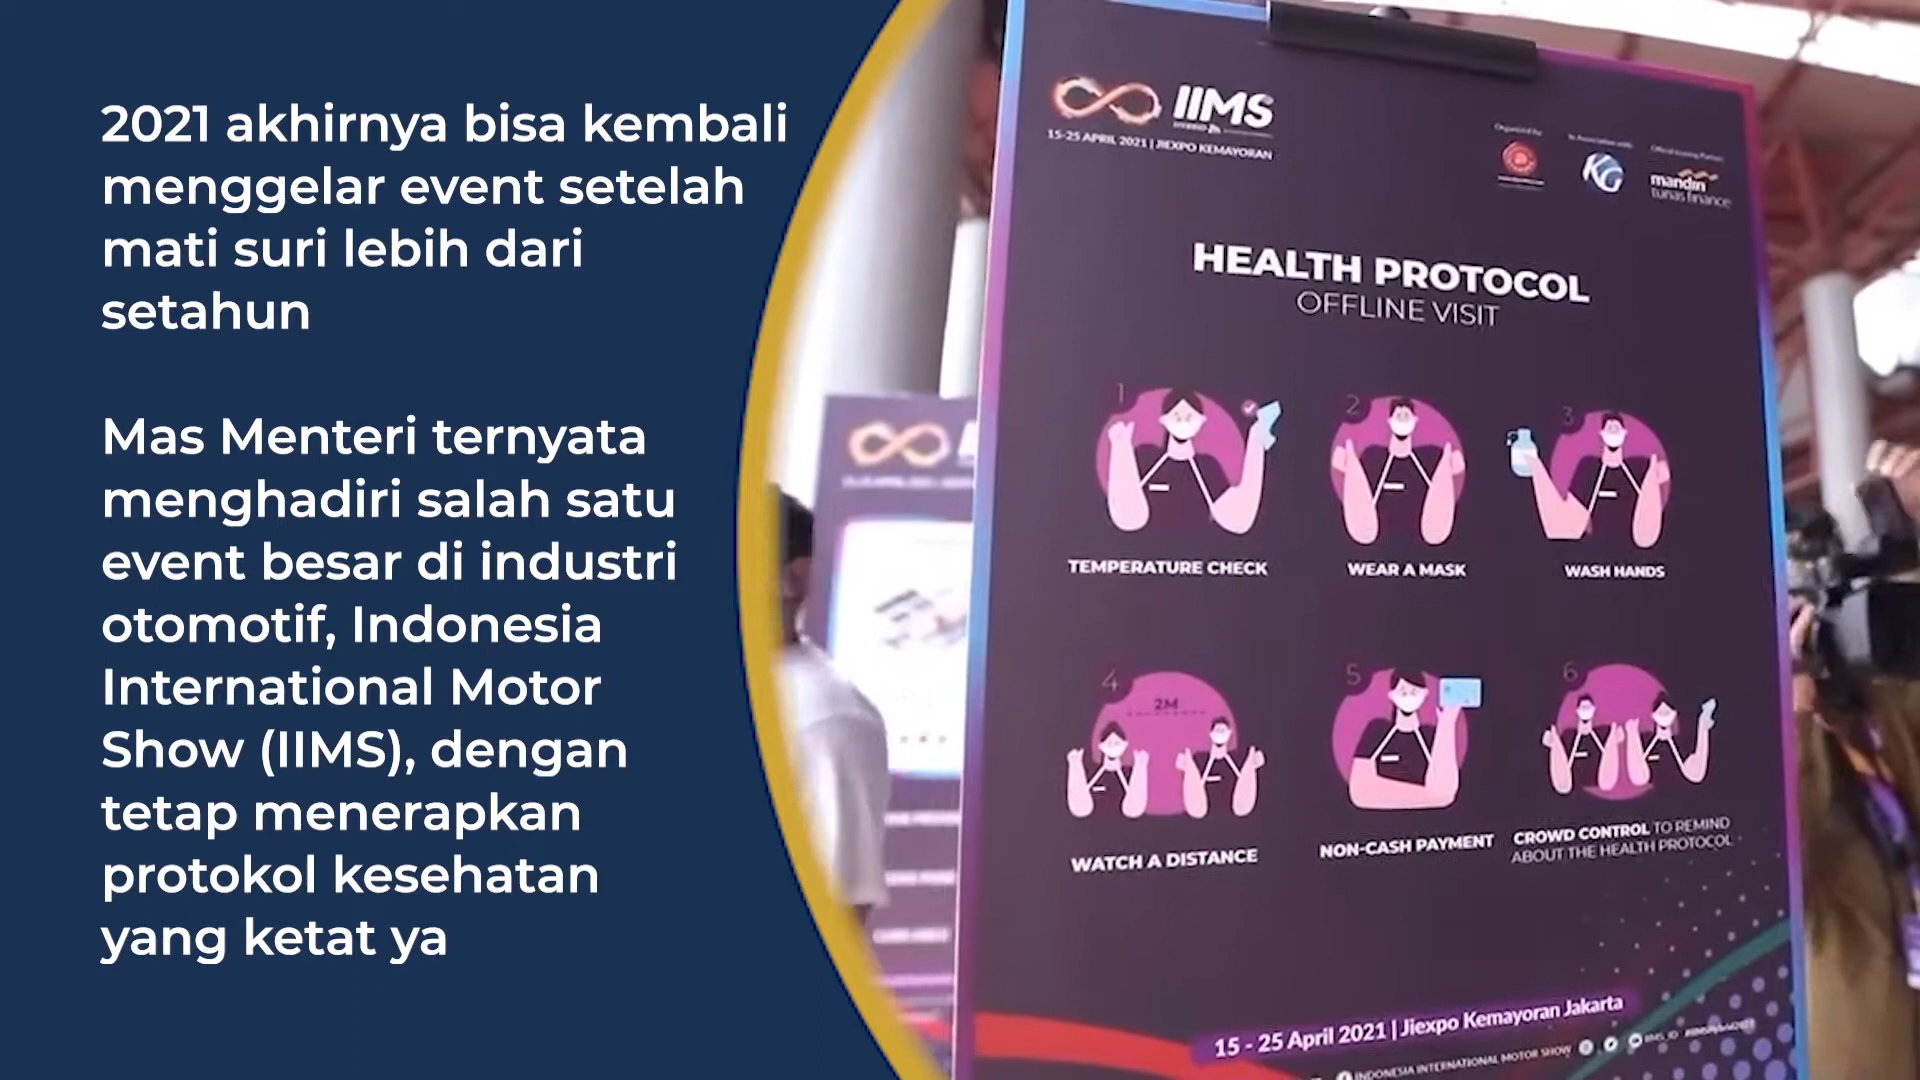 2021 akhirnya bisa kembali
menggelar event setelah
mati suri lebih dari
setahun
Mas Menteri ternyata
menghadiri salah satu
event besar di industri
otomotif, Indonesia
International Motor
Show (IIMS), dengan
tetap menerapkan
protokol kesehatan
yang ketat ya
IIMS
15-25 APRIL 2021 | JIEXPO KEMAYORAN
KG
mandiri
tunas finance
HEALTH PROTOCOL
OFFLINE VISIT
1
2
3
TEMPERATURE CHECK
WEAR A MASK
WASH HANDS
4
2M
5
6
WATCH A DISTANCE
NON-CASH PAYMENT
CROWD CONTROL TO REMIND
ABOUT THE HEALTH PROTOCOL
15 - 25 April 2021 | Jiexpo Kemayoran Jakarta
INDONESIA INTERNATIONAL MOTOR SHOW